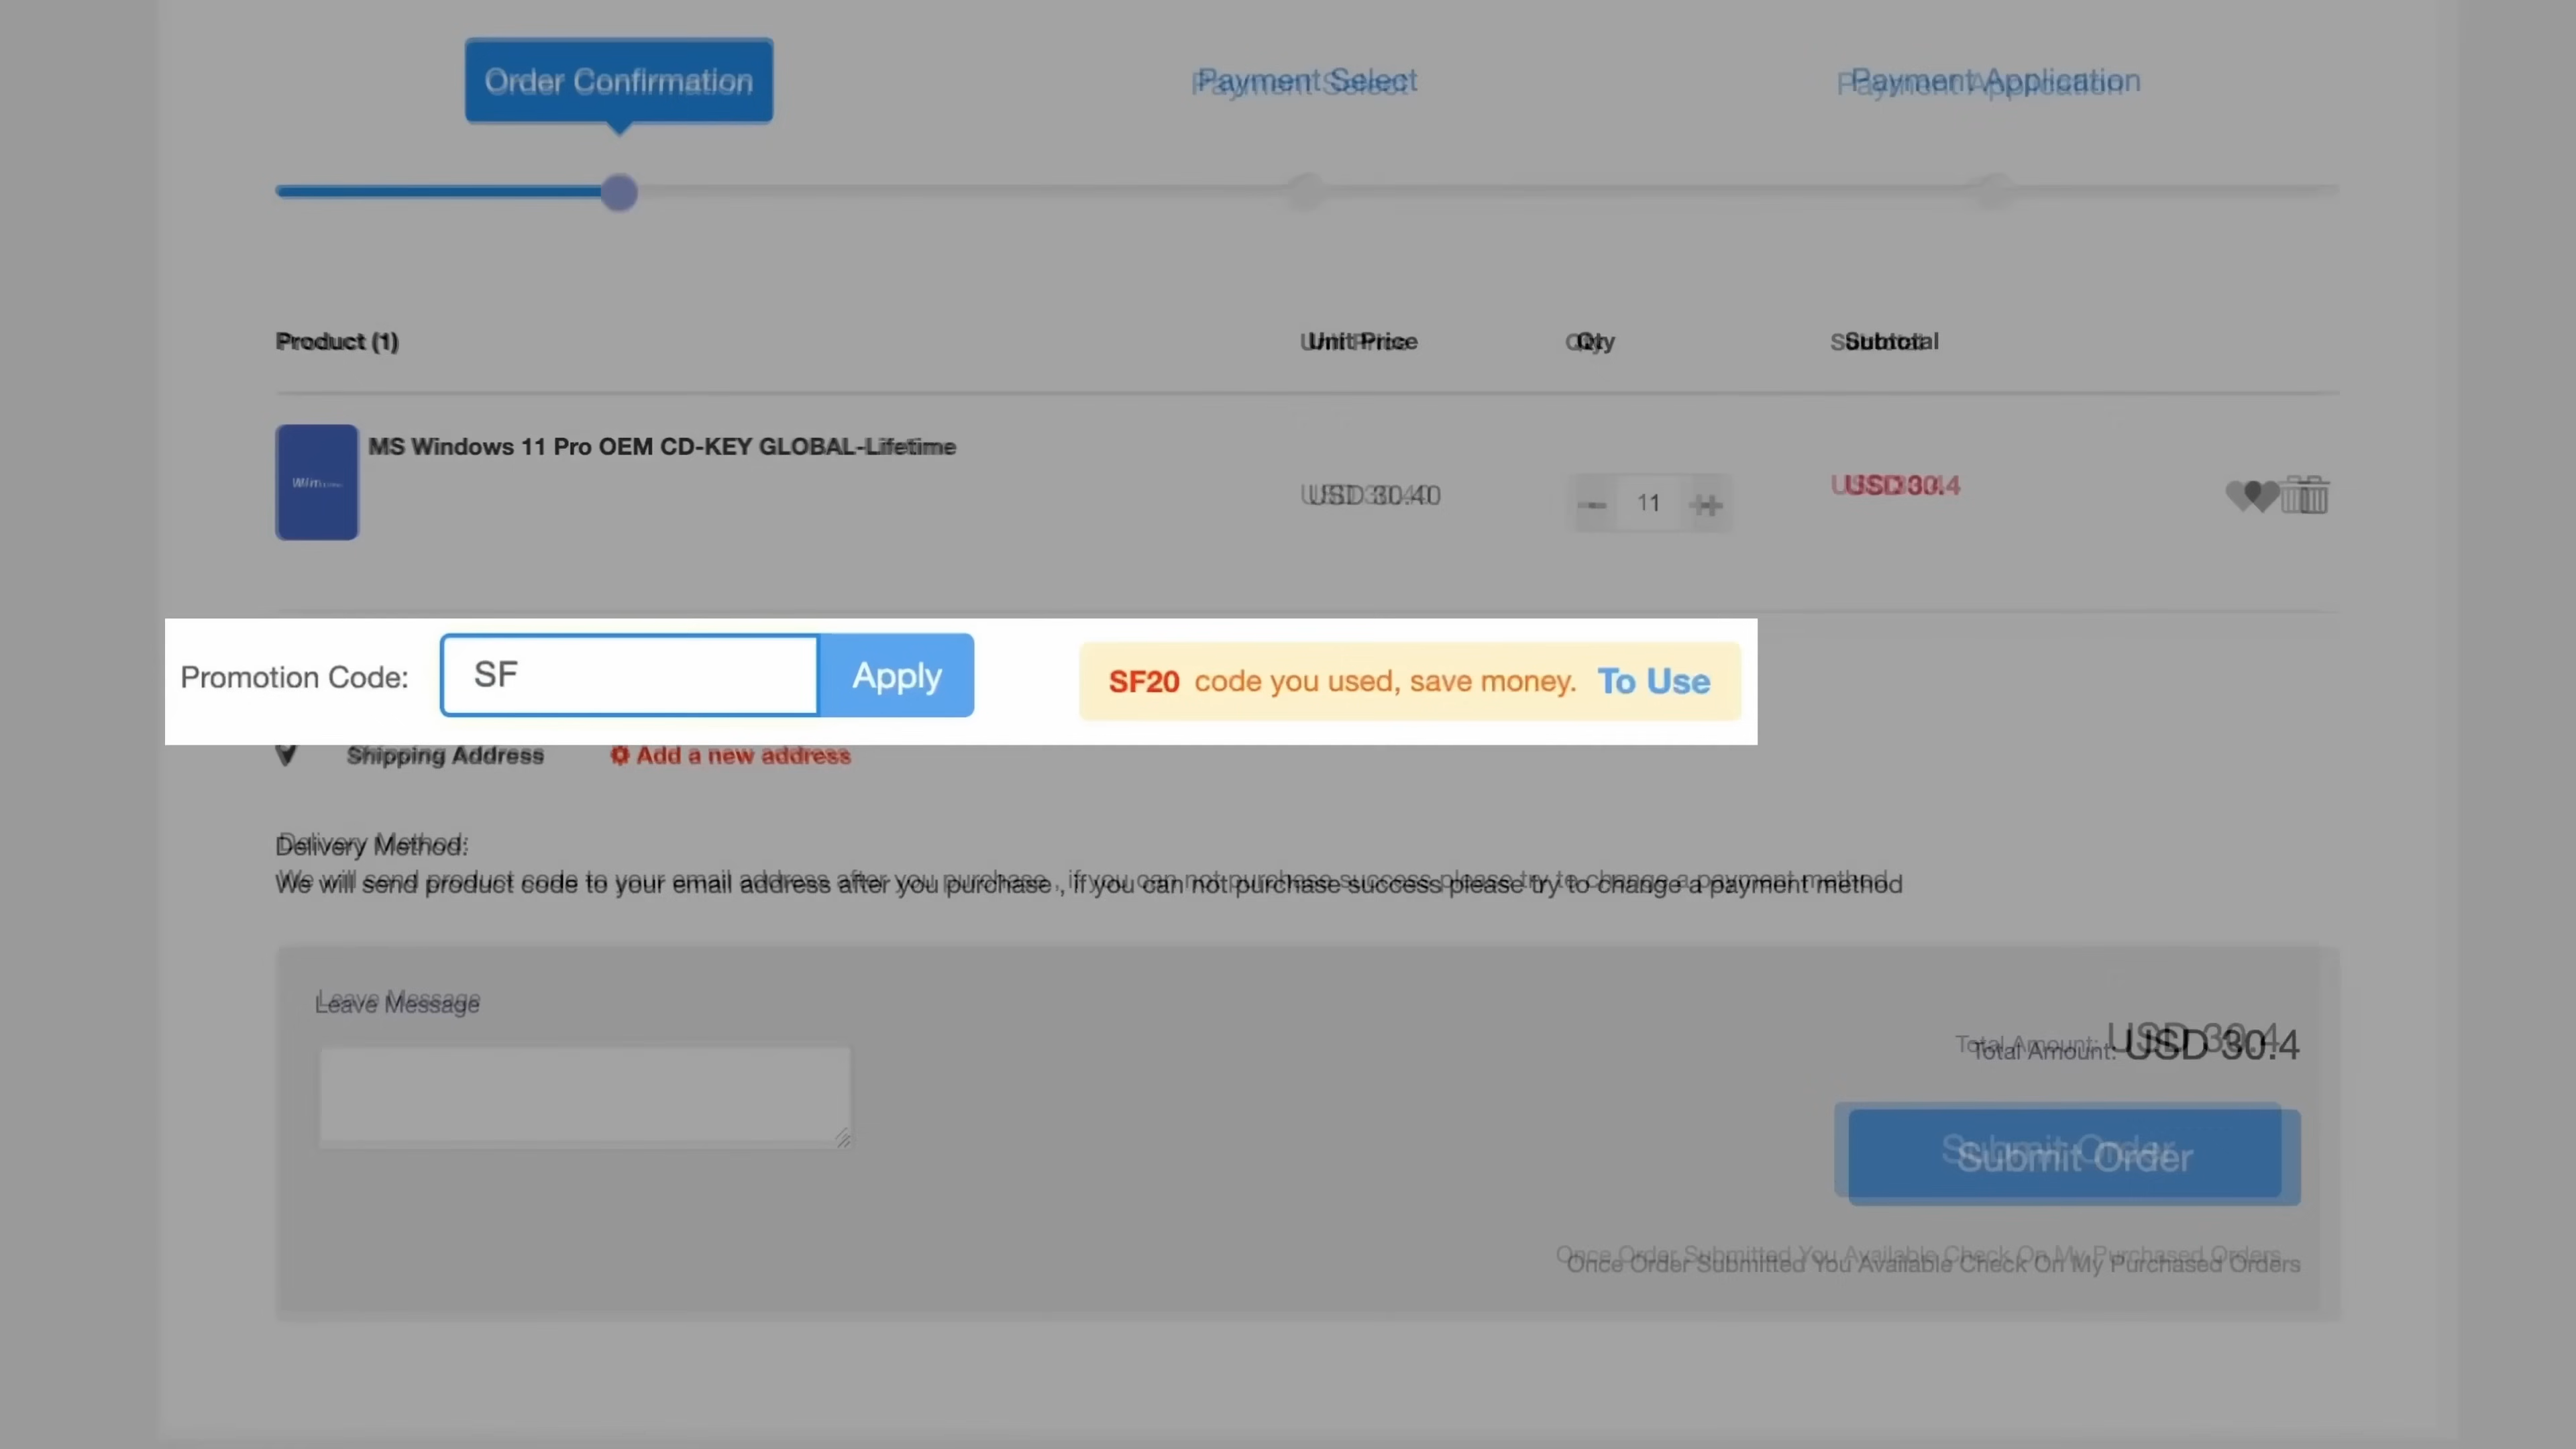 Order Confirmation
Payment Select
Payment Application
Product (1)
Unit Price
Qty
Subtotal
MS Windows 11 Pro OEM CD-KEY GLOBAL-Lifetime
USD 30.40
1
USD 30.4
Promotion Code:
SF
Apply
SF20 code you used, save money. To Use
Shipping Address
Add a new address
Delivery Method:
We will send product code to your email address after you purchase , if you can not purchase success please try to change a payment method
Leave Message
Total Amount: USD 30.4
Submit Order
Once Order Submitted You Available Check On My Purchased Orders